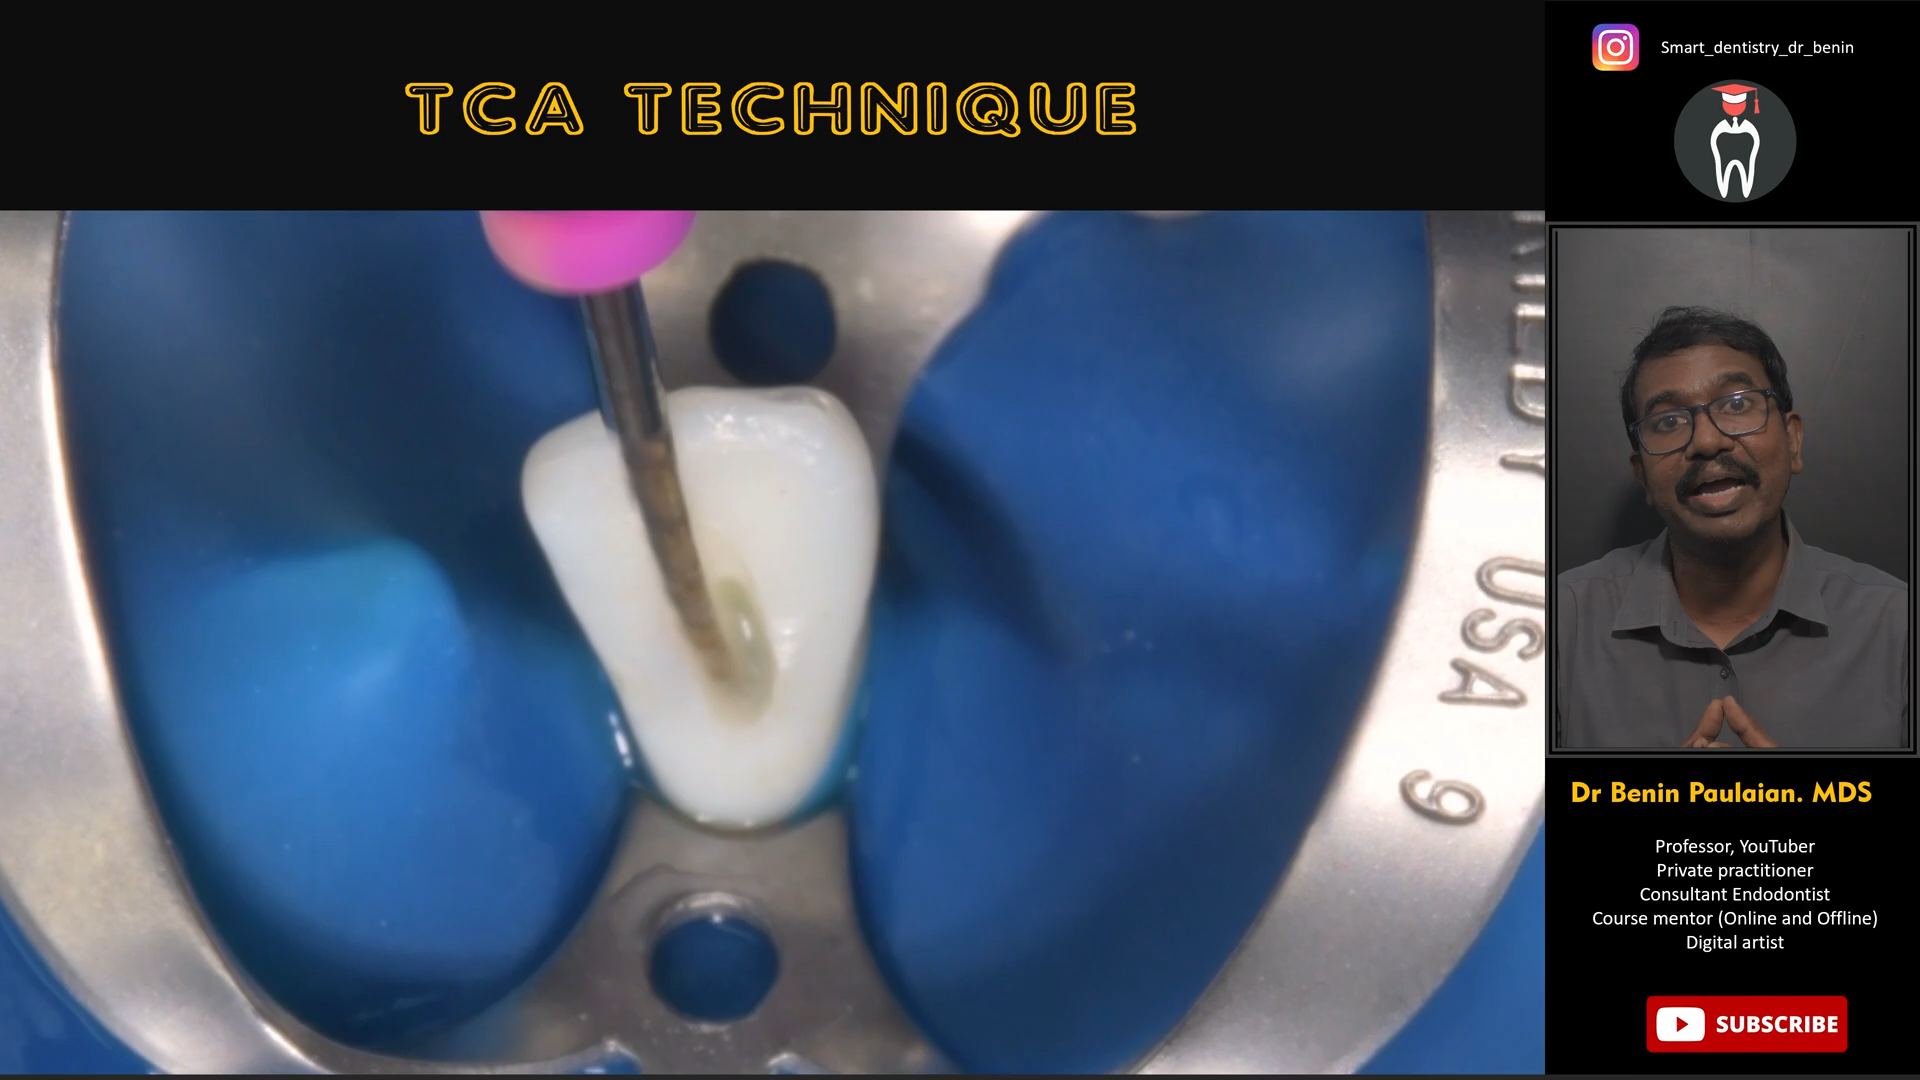 TCA TECHNIQUE
Smart_dentistry_dr_benin
USA
9
Dr Benin Paulaian. MDS
Professor, YouTuber
Private practitioner
Consultant Endodontist
Course mentor (Online and Offline)
Digital artist
SUBSCRIBE